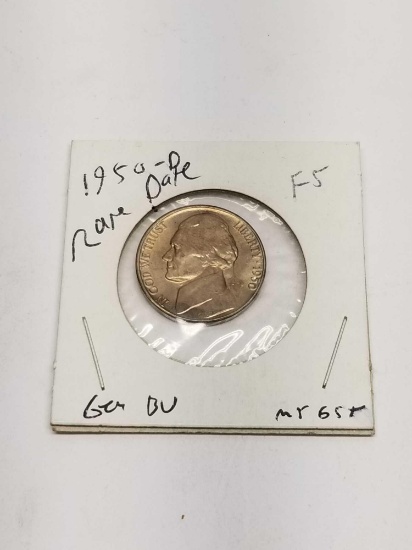 1950-D
Rare Date
F5
IN GOD WE TRUST
LIBERTY 1950
Gem BU
MS 65+